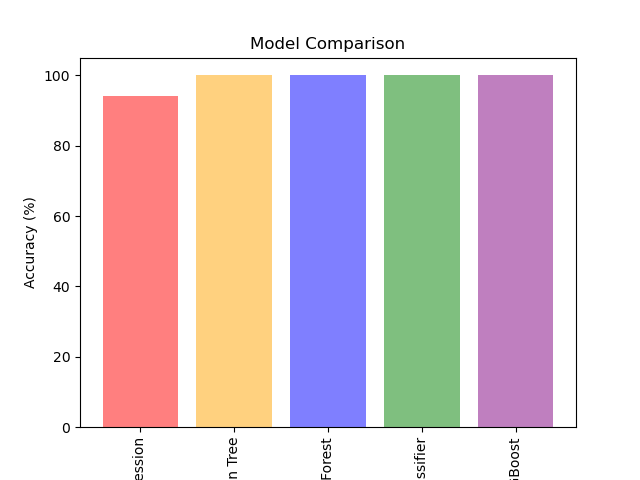 Model Comparison
Accuracy (%)
100
80
60
40
20
0
ession
n Tree
Forest
ssifier
Boost